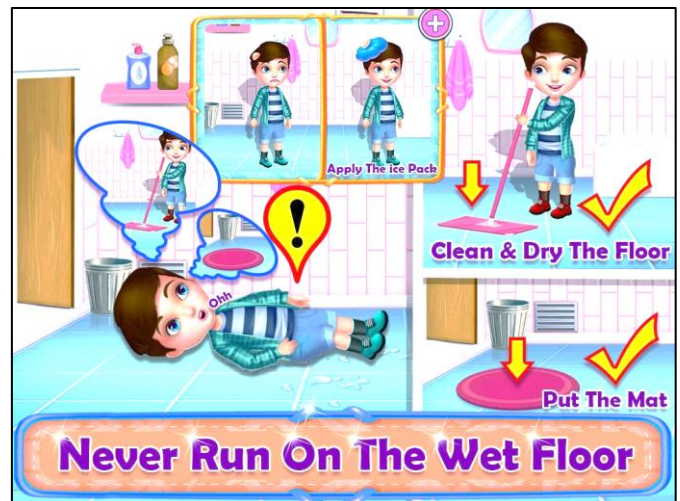 Apply The ice Pack
Clean & Dry The Floor
Ohh
Put The Mat
Never Run On The Wet Floor